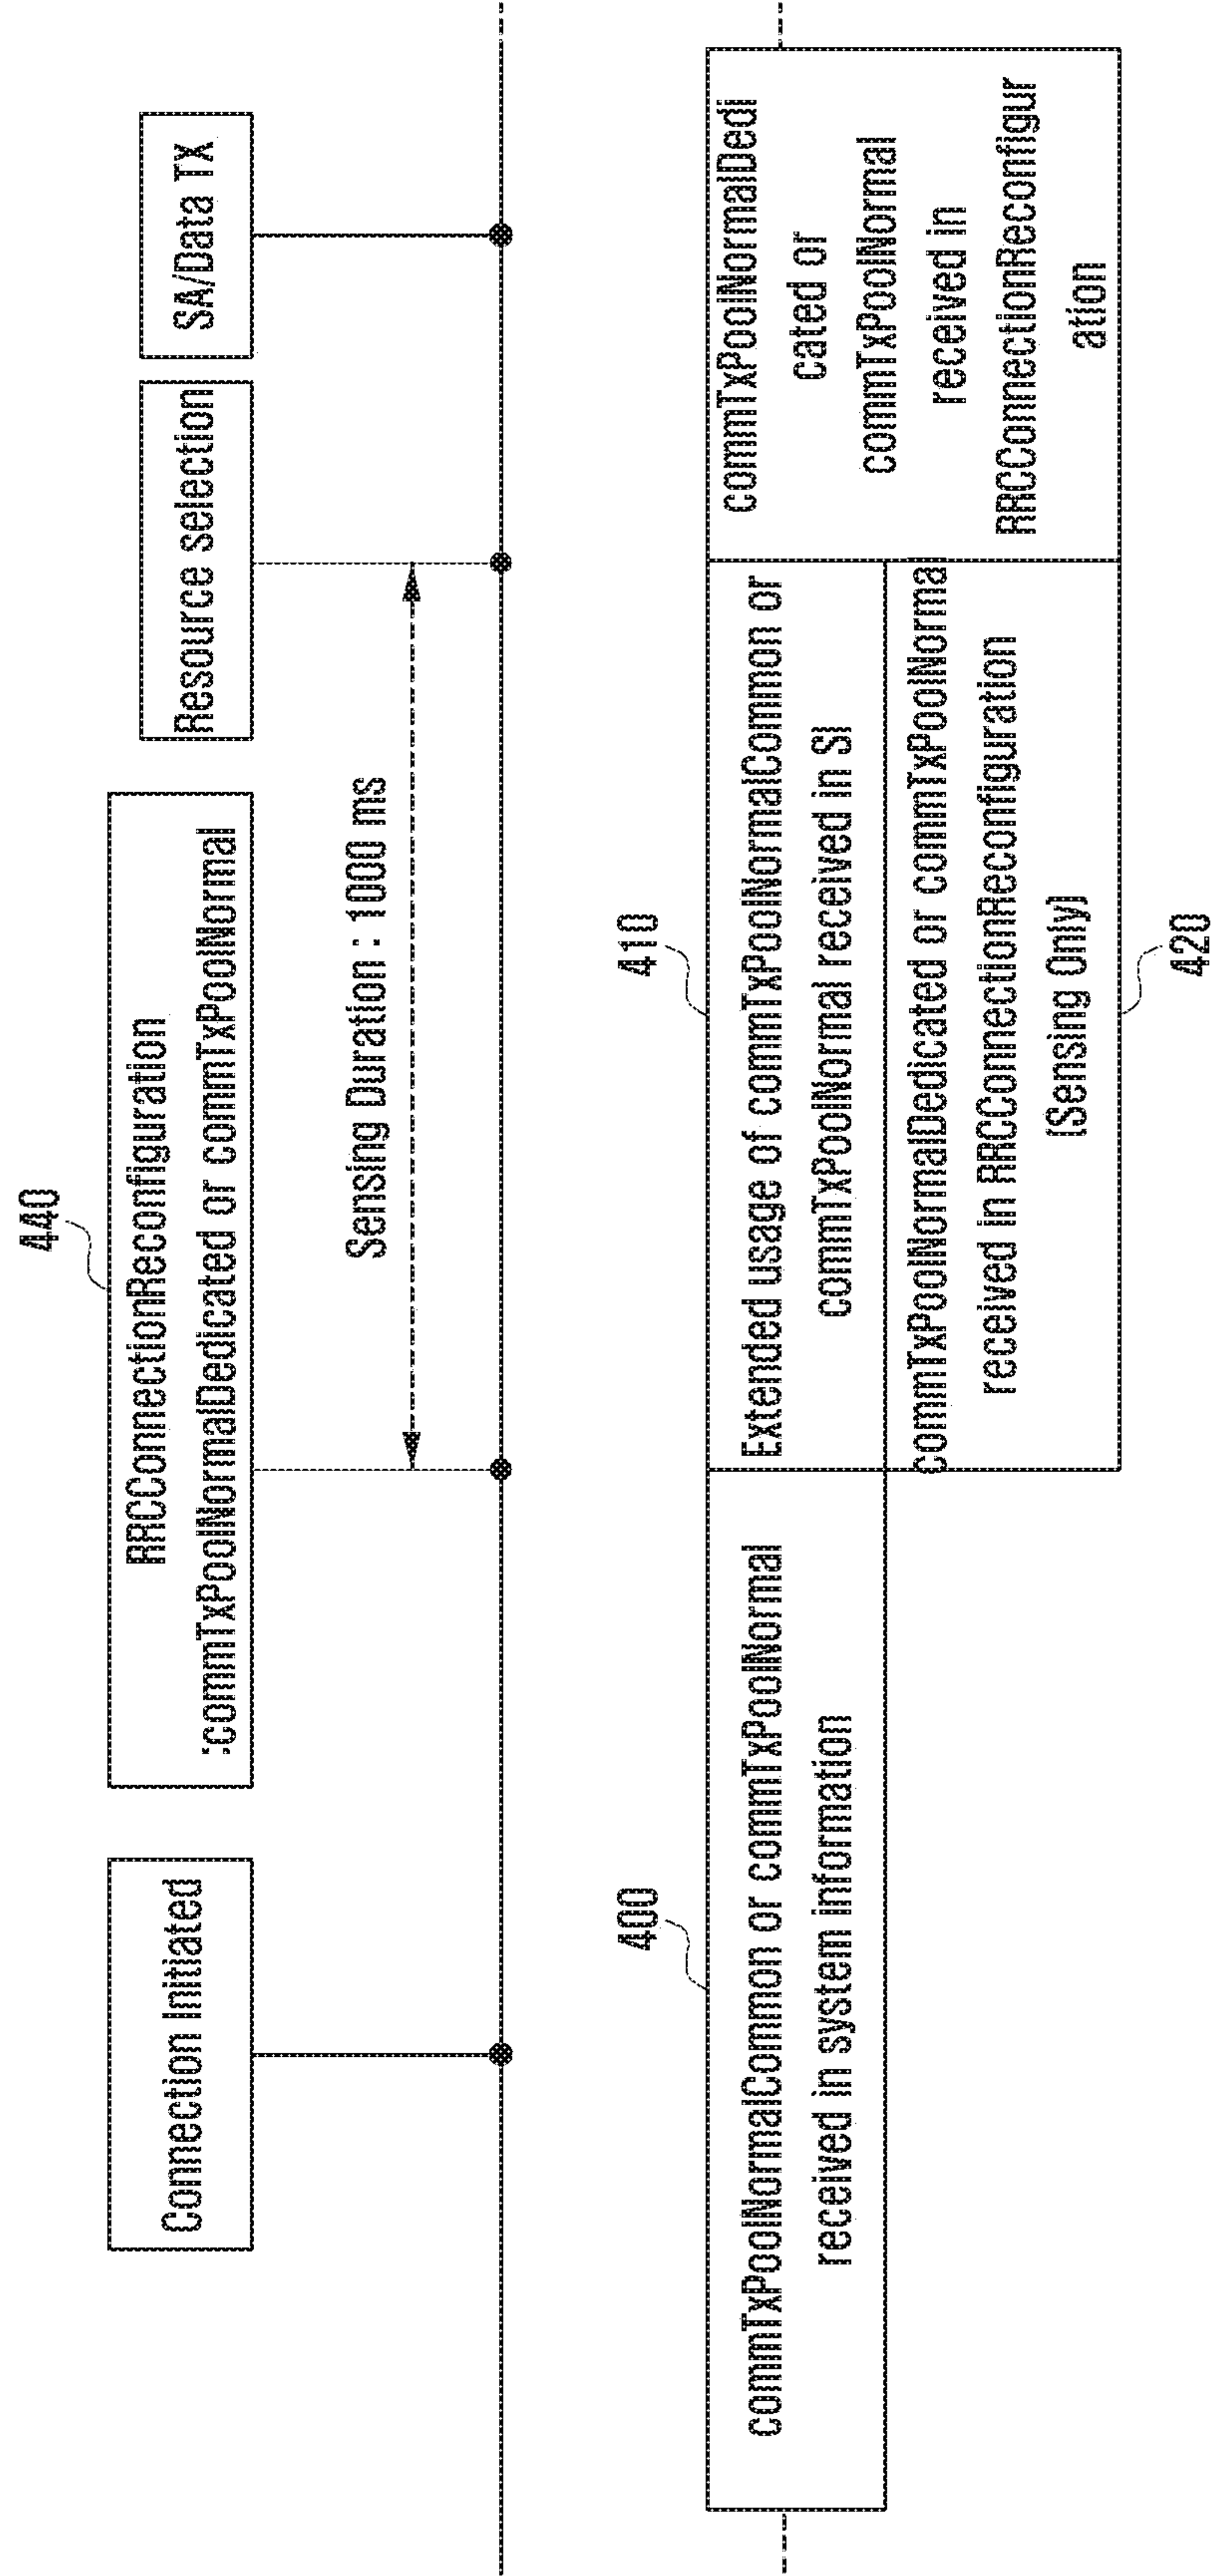 440
Connection Initiated
RRCConnectionReconfiguration
:commTxPoolNormalDedicated or commTxPoolNormal
Resource selection
SA/Data TX
Sensing Duration : 1000 ms
400
410
commTxPoolNormalCommon or commTxPoolNormal
received in system information
Extended usage of commTxPoolNormalCommon or
commTxPoolNormal received in SI
commTxPoolNormalDedicated or commTxPoolNorma
received in RRCConnectionReconfiguration
(Sensing Only)
commTxPoolNormalDedi
cated or
commTxPoolNormal
received in
RRCConnectionReconfigur
ation
420